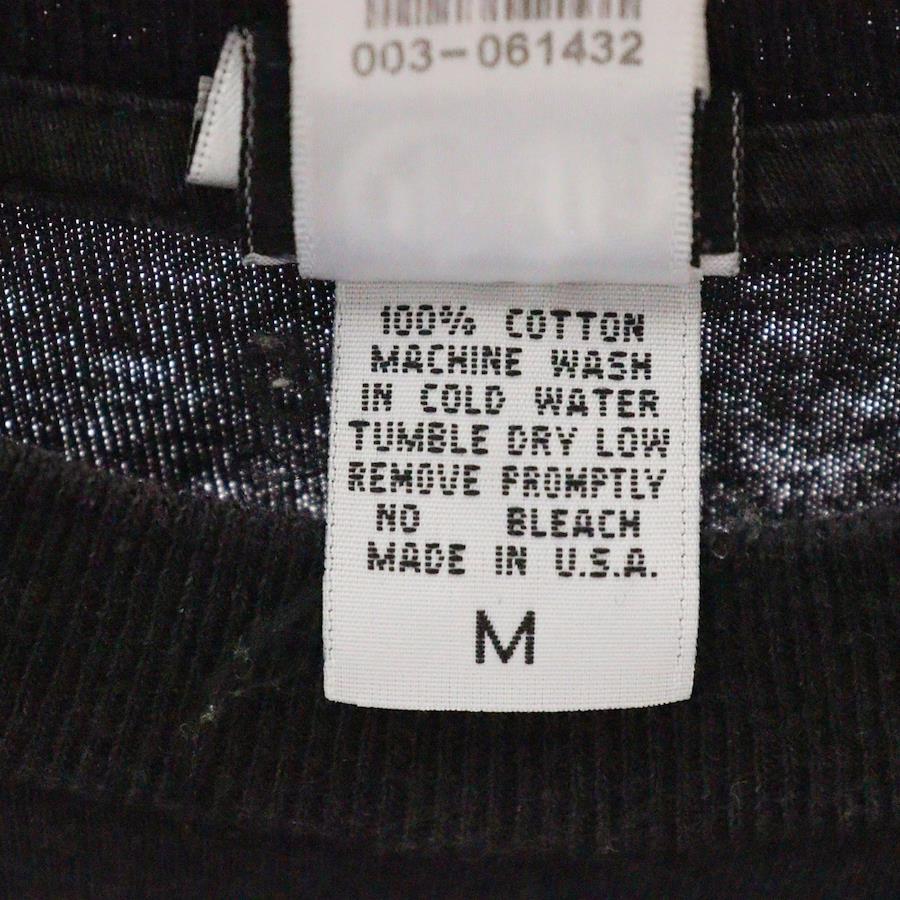 003-061432
100% COTTON
MACHINE WASH
IN COLD WATER
TUMBLE DRY LOW
REMOVE PROMPTLY
NO BLEACH
MADE IN U.S.A.
M